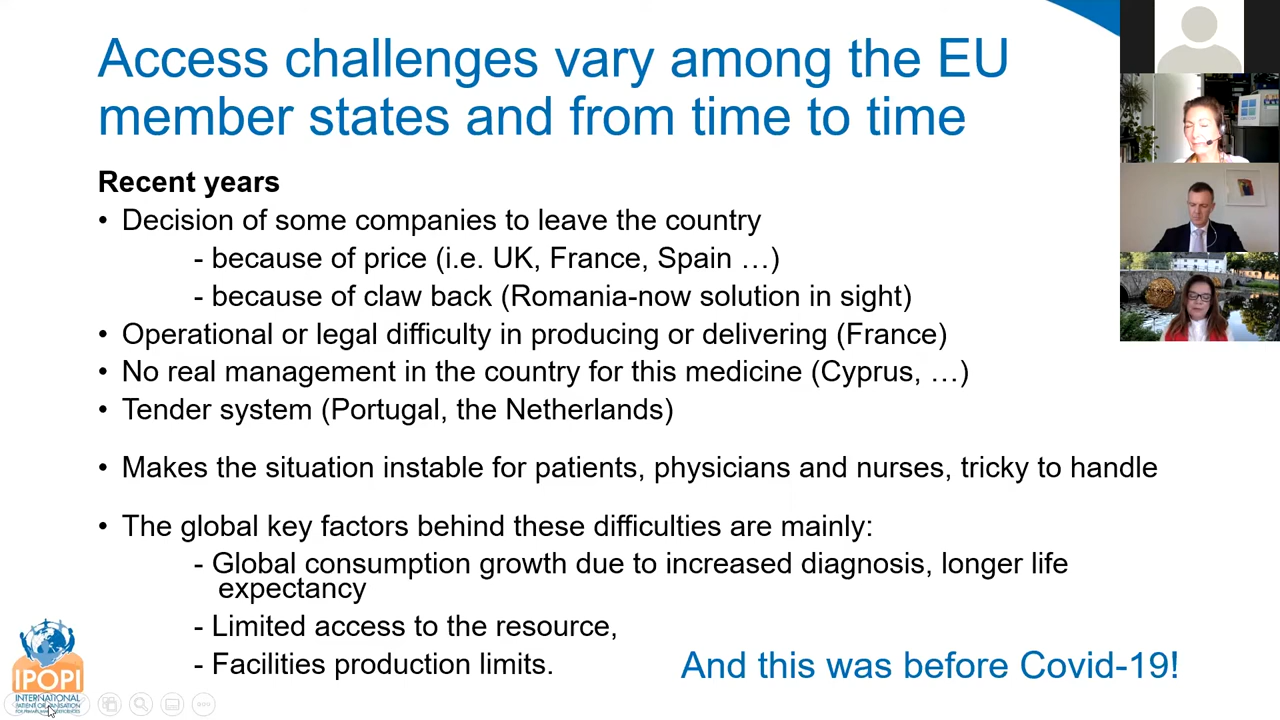 Access challenges vary among the EU
member states and from time to time
Recent years
• Decision of some companies to leave the country
- because of price (i.e. UK, France, Spain …)
- because of claw back (Romania-now solution in sight)
• Operational or legal difficulty in producing or delivering (France)
• No real management in the country for this medicine (Cyprus, …)
• Tender system (Portugal, the Netherlands)
• Makes the situation instable for patients, physicians and nurses, tricky to handle
• The global key factors behind these difficulties are mainly:
- Global consumption growth due to increased diagnosis, longer life
expectancy
- Limited access to the resource,
- Facilities production limits.
And this was before Covid-19!
IPOPI
INTERNATIONAL